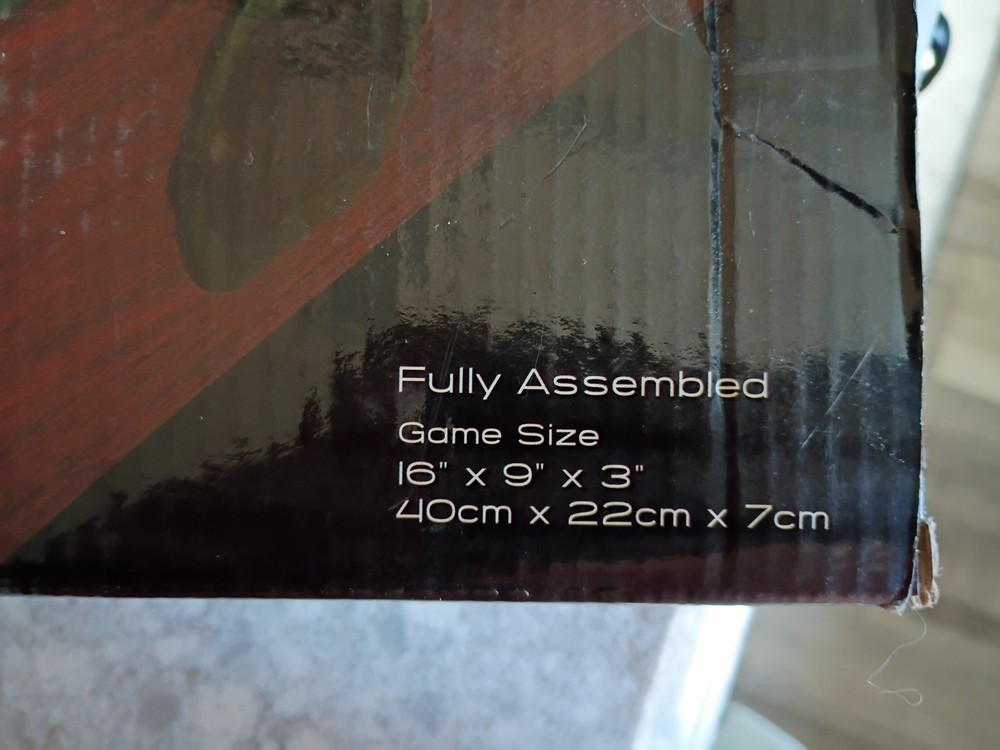 Fully Assembled
Game Size
16" x 9" x 3"
40cm x 22cm x 7cm